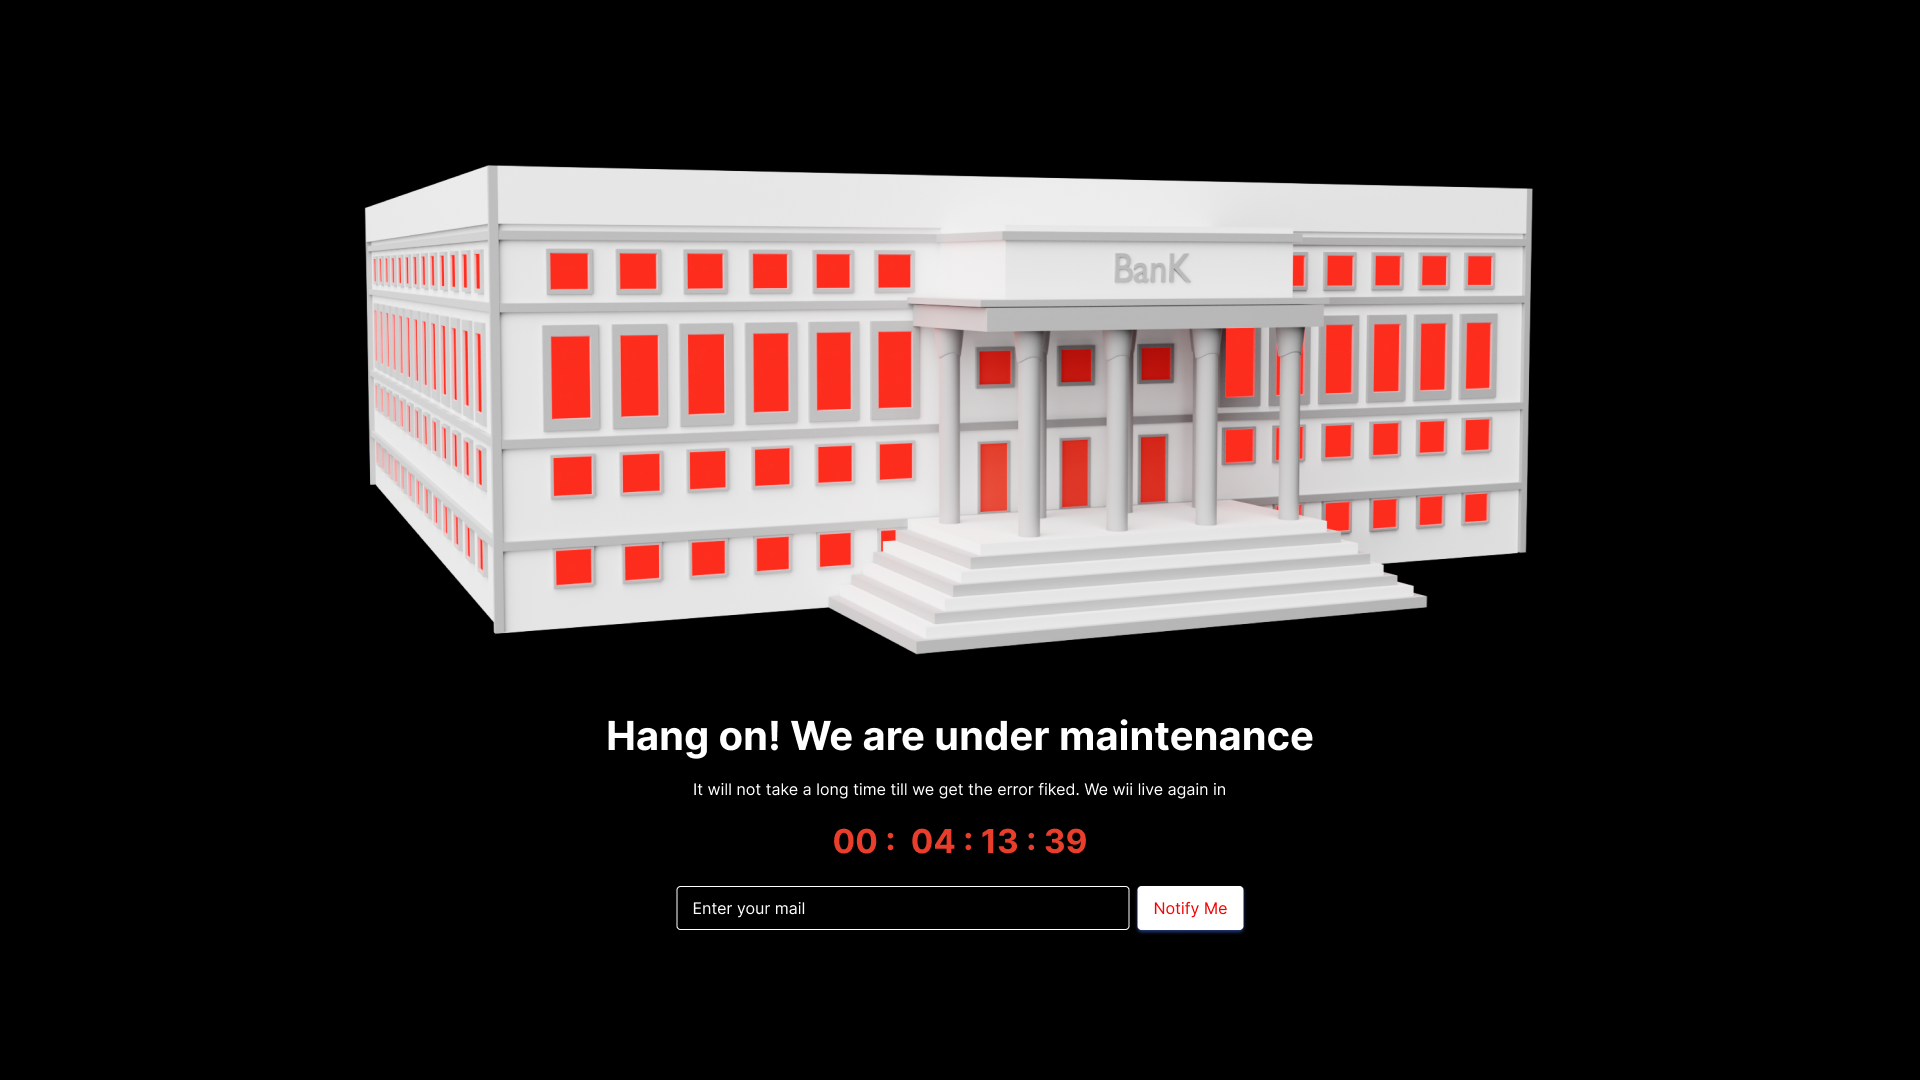 BanK
Hang on! We are under maintenance
It will not take a long time till we get the error fiked. We wii live again in
00 : 04 : 13 : 39
Enter your mail
Notify Me